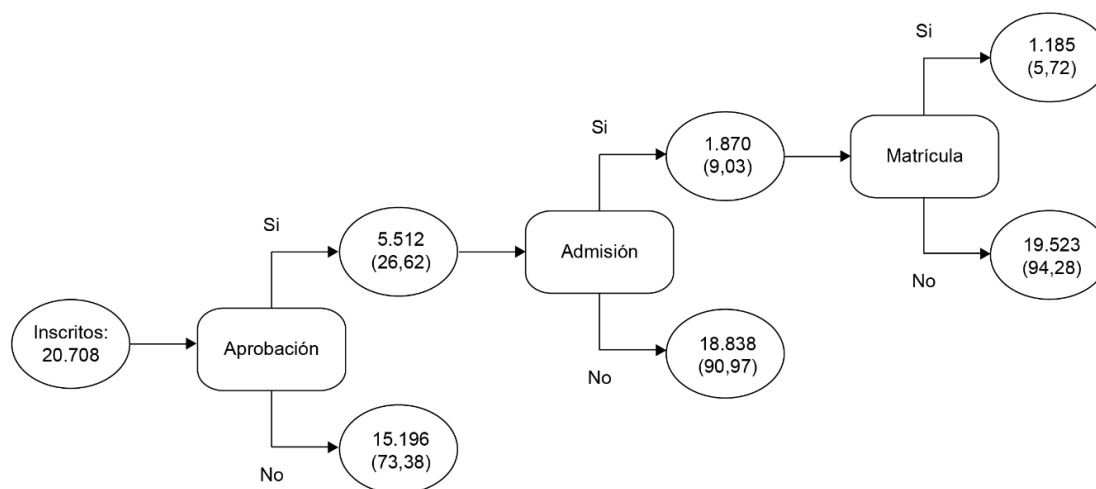 Inscritos:
20.708
Aprobación
Si
5.512
(26,62)
No
15.196
(73,38)
Admisión
Si
1.870
(9,03)
No
18.838
(90,97)
Matrícula
Si
1.185
(5,72)
No
19.523
(94,28)